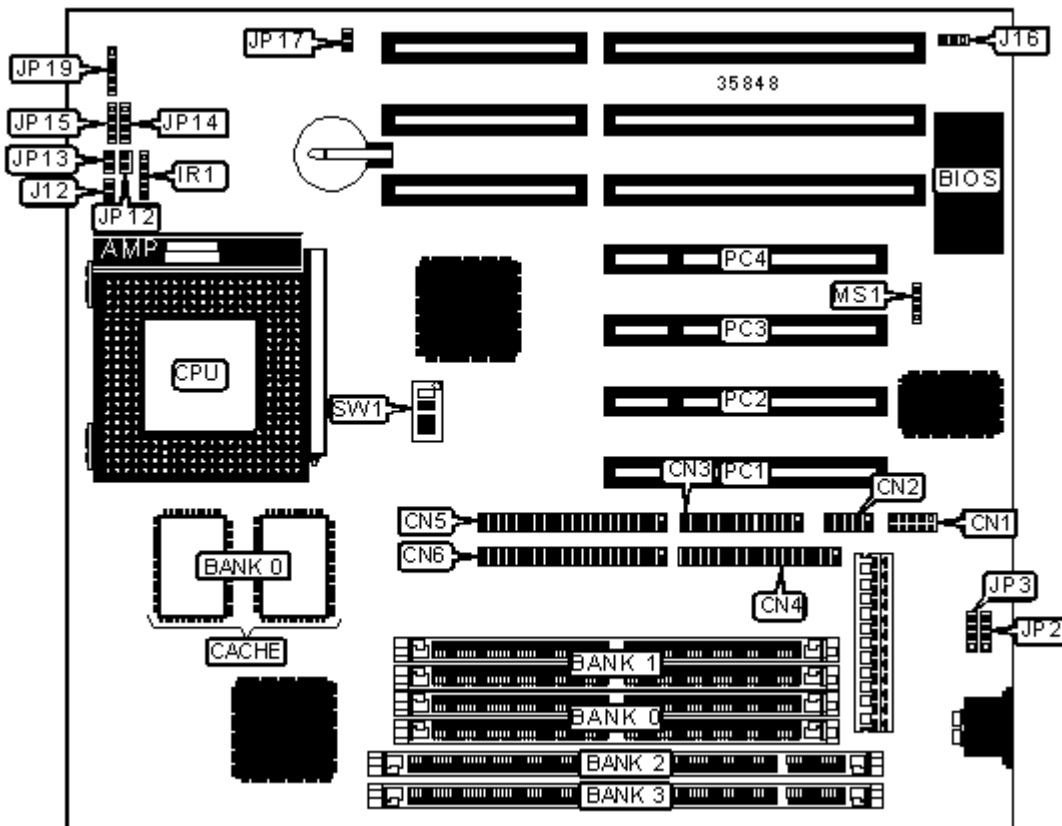 JP17
J16
JP19
35848
JP15
JP14
JP13
IR1
BIOS
J12
JP12
AMP
PC4
MS1
PC3
CPU
SW1
PC2
CN3
PC1
CN2
CN5
CN1
CN6
BANK 0
CN4
JP3
JP2
CACHE
BANK 1
BANK 0
BANK 2
BANK 3